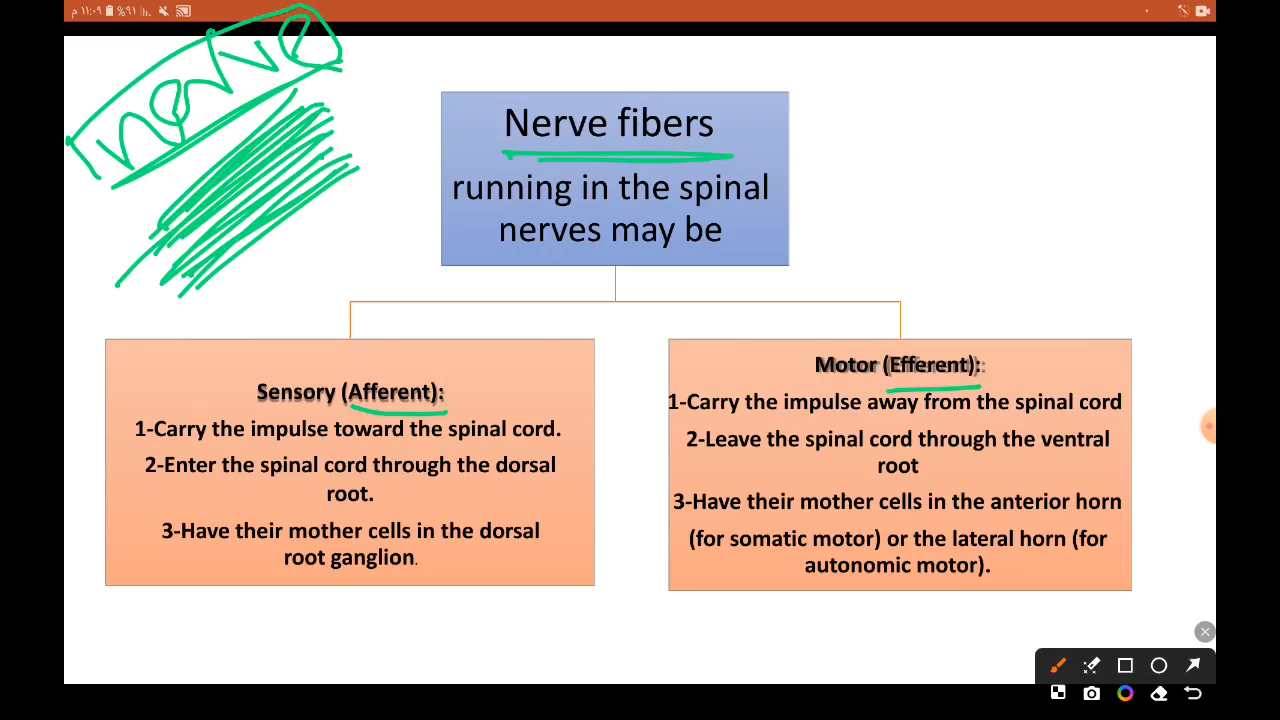 م ١١:٠٩ %٩١
nerve
Nerve fibers
running in the spinal
nerves may be
Sensory (Afferent):
1-Carry the impulse toward the spinal cord.
2-Enter the spinal cord through the dorsal
root.
3-Have their mother cells in the dorsal
root ganglion.
Motor (Efferent):
1-Carry the impulse away from the spinal cord
2-Leave the spinal cord through the ventral
root
3-Have their mother cells in the anterior horn
(for somatic motor) or the lateral horn (for
autonomic motor).